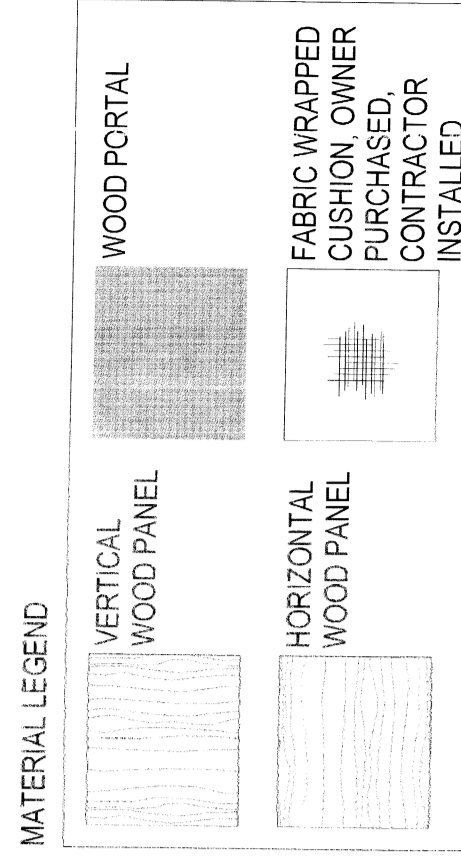 MATERIAL LEGEND
VERTICAL
WOOD PANEL
WOOD PORTAL
HORIZONTAL
WOOD PANEL
FABRIC WRAPPED
CUSHION, OWNER
PURCHASED,
CONTRACTOR
INSTALLED